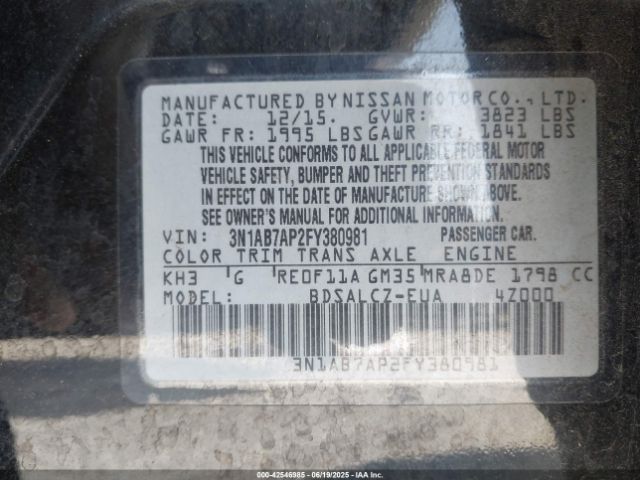 MANUFACTURED BY NISSAN MOTOR CO., LTD.
DATE: 12/15. GVWR: 3823 LBS
GAWR FR: 1995 LBS GAWR RR: 1841 LBS
THIS VEHICLE CONFORMS TO ALL APPLICABLE FEDERAL MOTOR
VEHICLE SAFETY, BUMPER AND THEFT PREVENTION STANDARDS
IN EFFECT ON THE DATE OF MANUFACTURE SHOWN ABOVE.
SEE OWNER'S MANUAL FOR ADDITIONAL INFORMATION.
VIN: 3N1AB7AP2FY380981 PASSENGER CAR.
COLOR TRIM TRANS AXLE ENGINE
KH3 G RE0F11A GM35 MRA8DE 1798 CC
MODEL: BDSALCZ-EUA 4Z000
3N1AB7AP2FY380981
000-42546985 06/19/2025 IAA Inc.